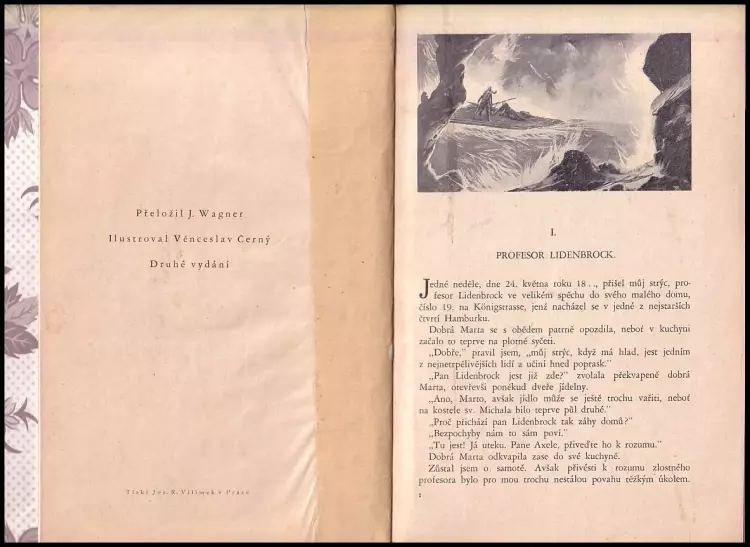 Přeložil J. Wagner
Ilustroval Věnceslav Černý
Druhé vydání
Tiskl Jos. R. Vilímek v Praze
I.
PROFESOR LIDENBROCK.
Jedné neděle, dne 24. května roku 18 . ., přišel můj strýc, pro-
fesor Lidenbrock ve velikém spěchu do svého malého domu,
číslo 19. na Königstrasse, jenž nacházel se v jedné z nejstarších
čtvrtí Hamburku.
Dobrá Marta se s obědem patrně opozdila, neboť v kuchyni
začalo to teprve na plotně syčeti.
„Dobře,” pravil jsem, „můj strýc, když má hlad, jest jedním
z nejnetrpělivějších lidí a učiní hned poprask.”
„Pan Lidenbrock jest již zde?” zvolala překvapeně dobrá
Marta, otevřevši poněkud dveře jídelny.
„Ano, Marto, avšak jídlo může se ještě trochu vařiti, neboť
na kostele sv. Michala bilo teprve půl druhé.”
„Proč přichází pan Lidenbrock tak záhy domů?”
„Bezpochyby nám to sám poví.”
„Tu jest! Já uteku. Pane Axele, přiveďte ho k rozumu.”
Dobrá Marta odkvapila zase do své kuchyně.
Zůstal jsem o samotě. Avšak přivésti k rozumu zlostného
profesora bylo pro mou trochu nestálou povahu těžkým úkolem.
1